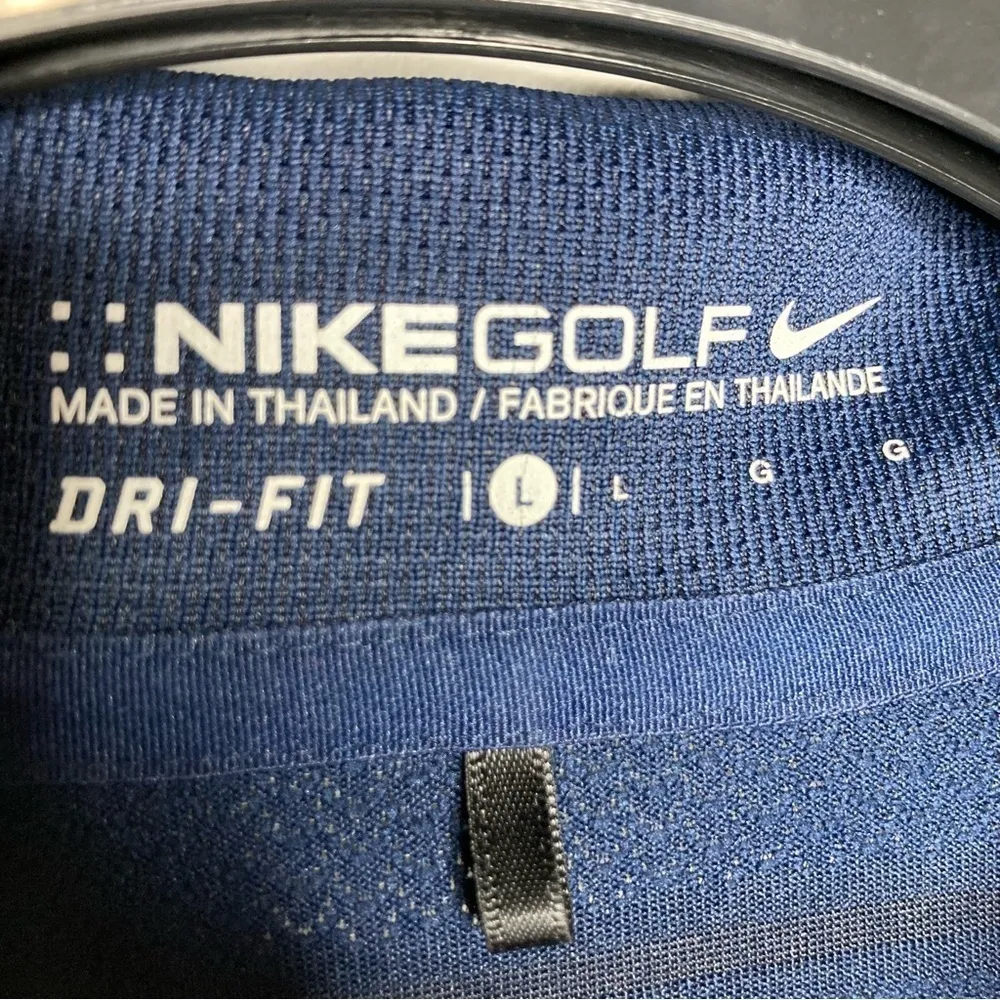 NIKEGOLF
MADE IN THAILAND / FABRIQUE EN THAILANDE
DRI-FIT | L | L G G